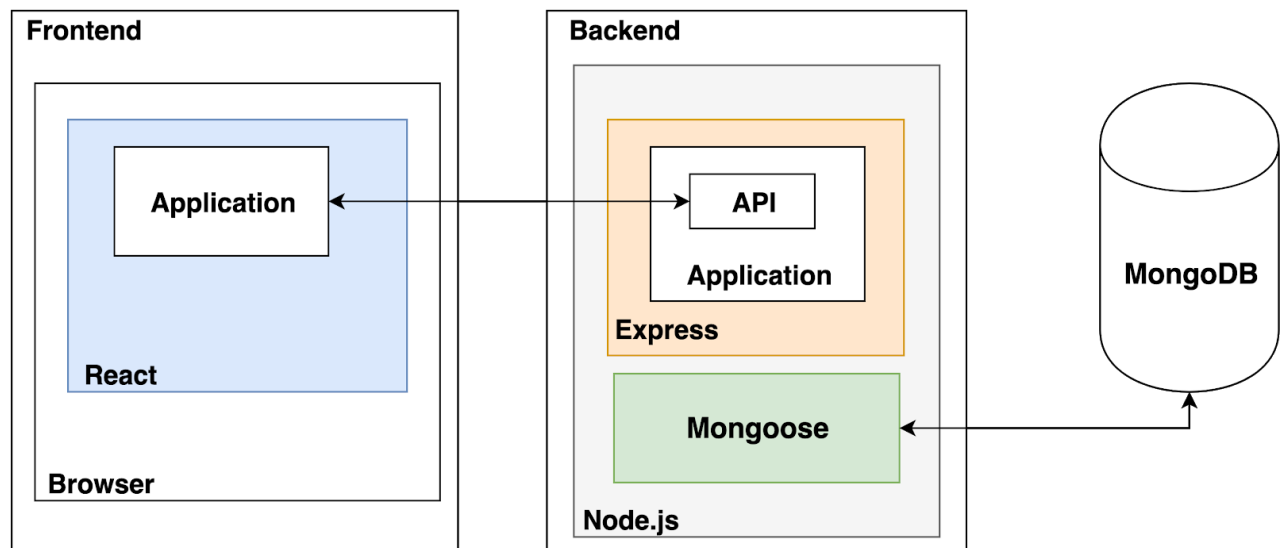 Frontend
Application
React
Browser
Backend
API
Application
Express
Mongoose
Node.js
MongoDB